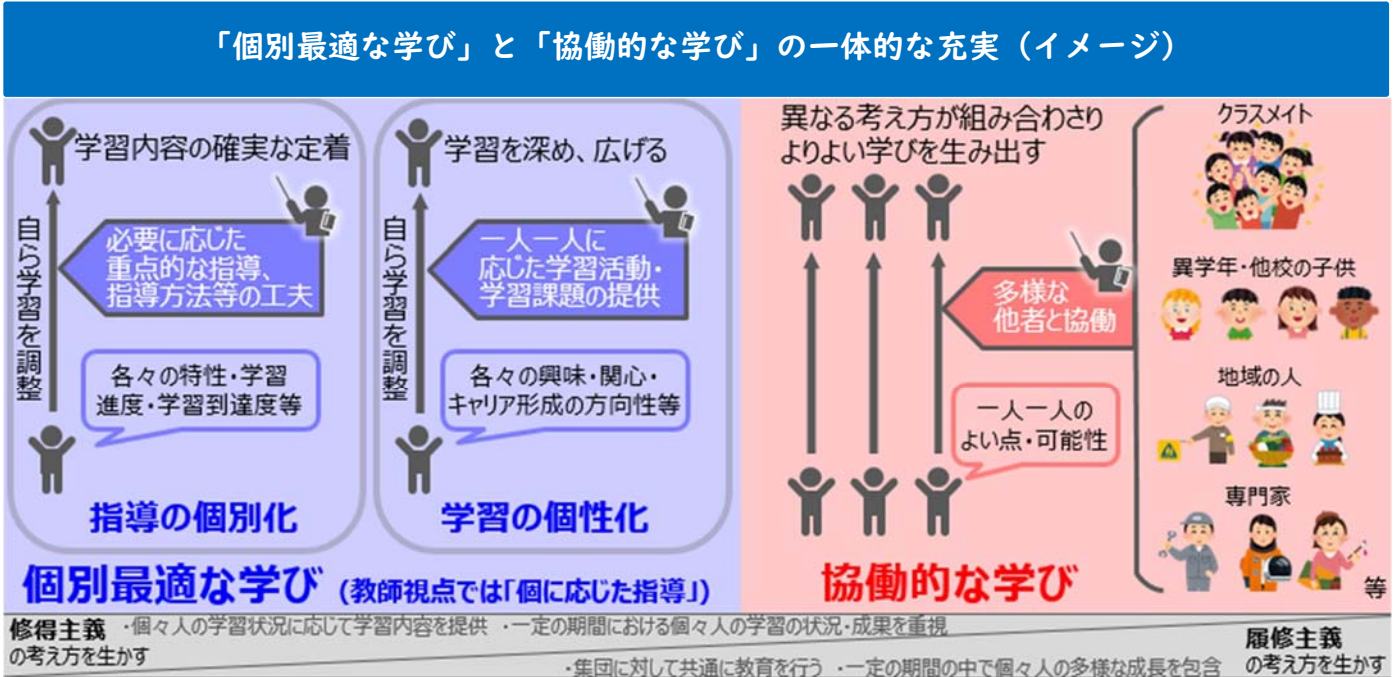 「個別最適な学び」と「協働的な学び」の一体的な充実（イメージ）
学習内容の確実な定着
自ら学習を調整
必要に応じた
重点的な指導、
指導方法等の工夫
各々の特性・学習
進度・学習到達度等
指導の個別化
学習を深め、広げる
自ら学習を調整
一人一人に
応じた学習活動・
学習課題の提供
各々の興味・関心・
キャリア形成の方向性等
学習の個性化
個別最適な学び (教師視点では「個に応じた指導」)
異なる考え方が組み合わさり
よりよい学びを生み出す
多様な
他者と協働
一人一人の
よい点・可能性
協働的な学び
クラスメイト
異学年・他校の子供
地域の人
専門家
等
修得主義
の考え方を生かす
・個々人の学習状況に応じて学習内容を提供 ・一定の期間における個々人の学習の状況・成果を重視
・集団に対して共通に教育を行う ・一定の期間の中で個々人の多様な成長を包含
履修主義
の考え方を生かす